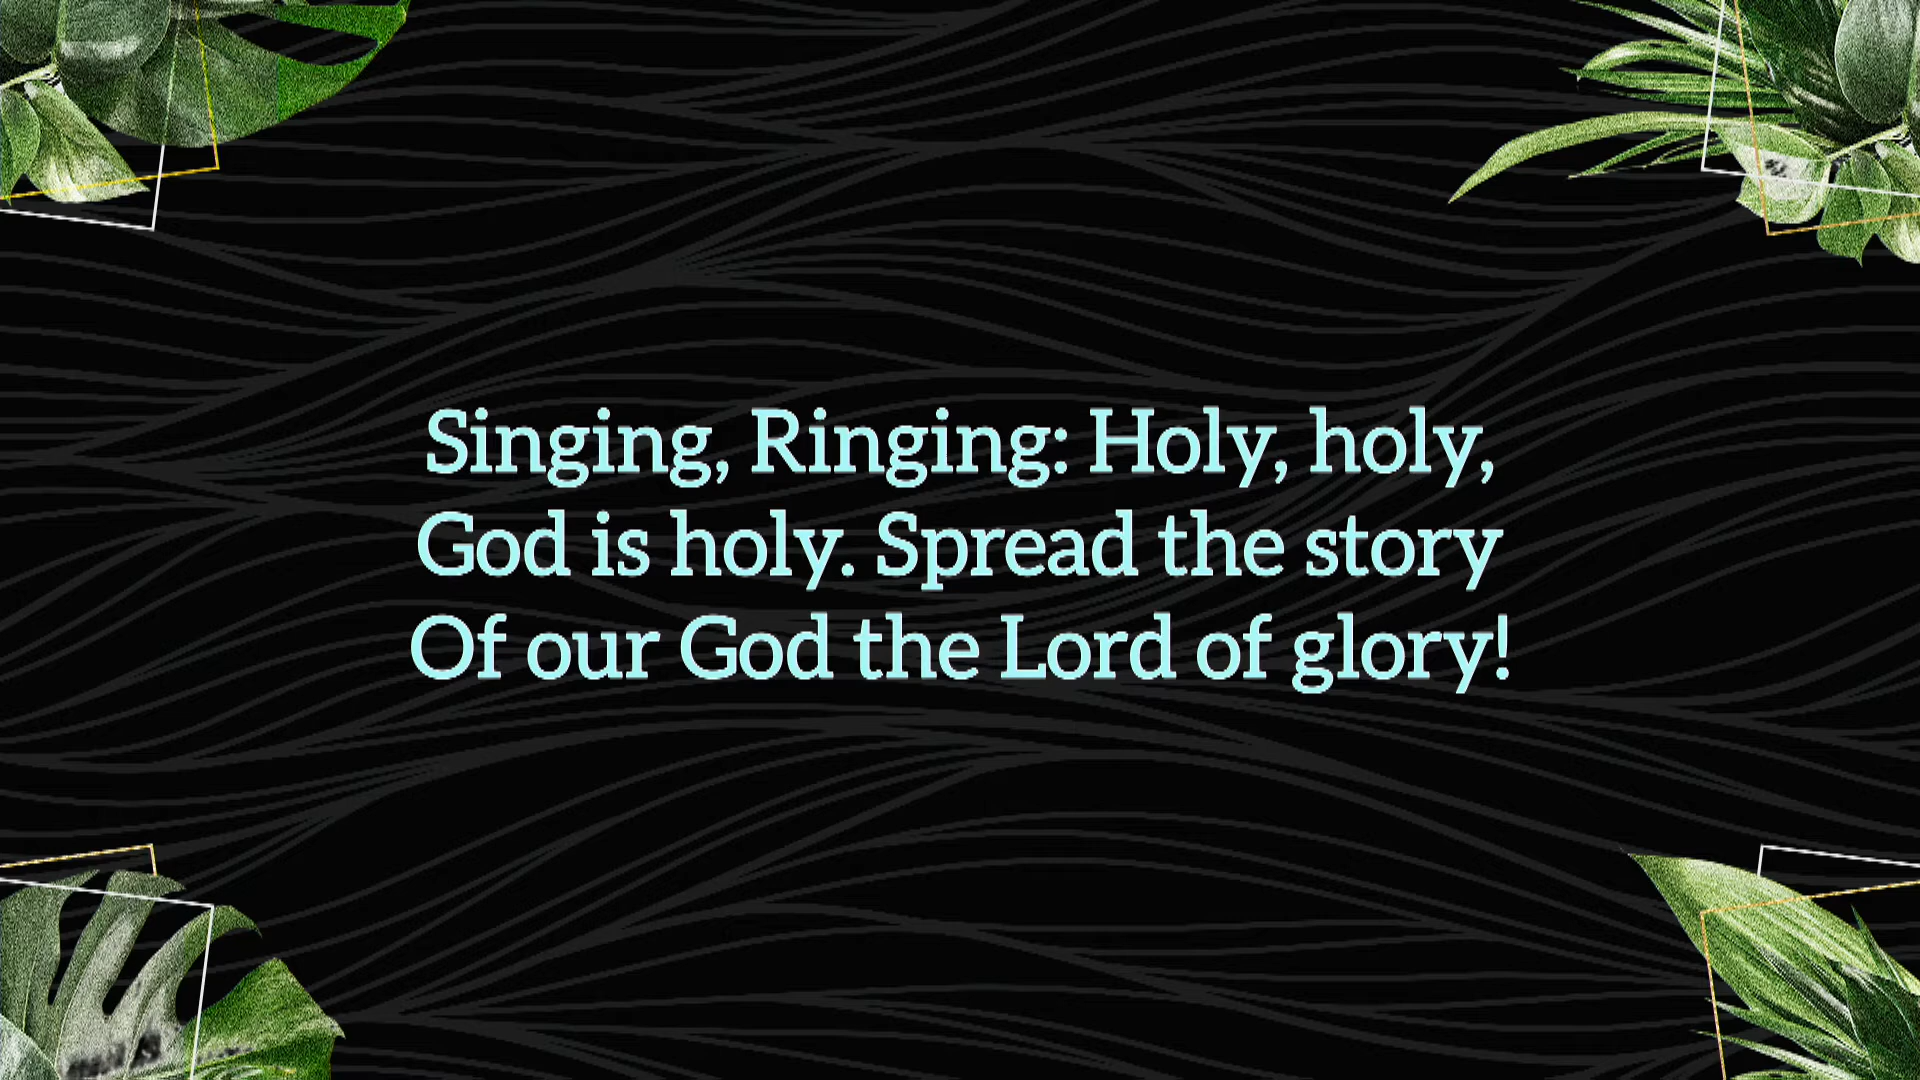 Singing, Ringing: Holy, holy,
God is holy. Spread the story
Of our God the Lord of glory!